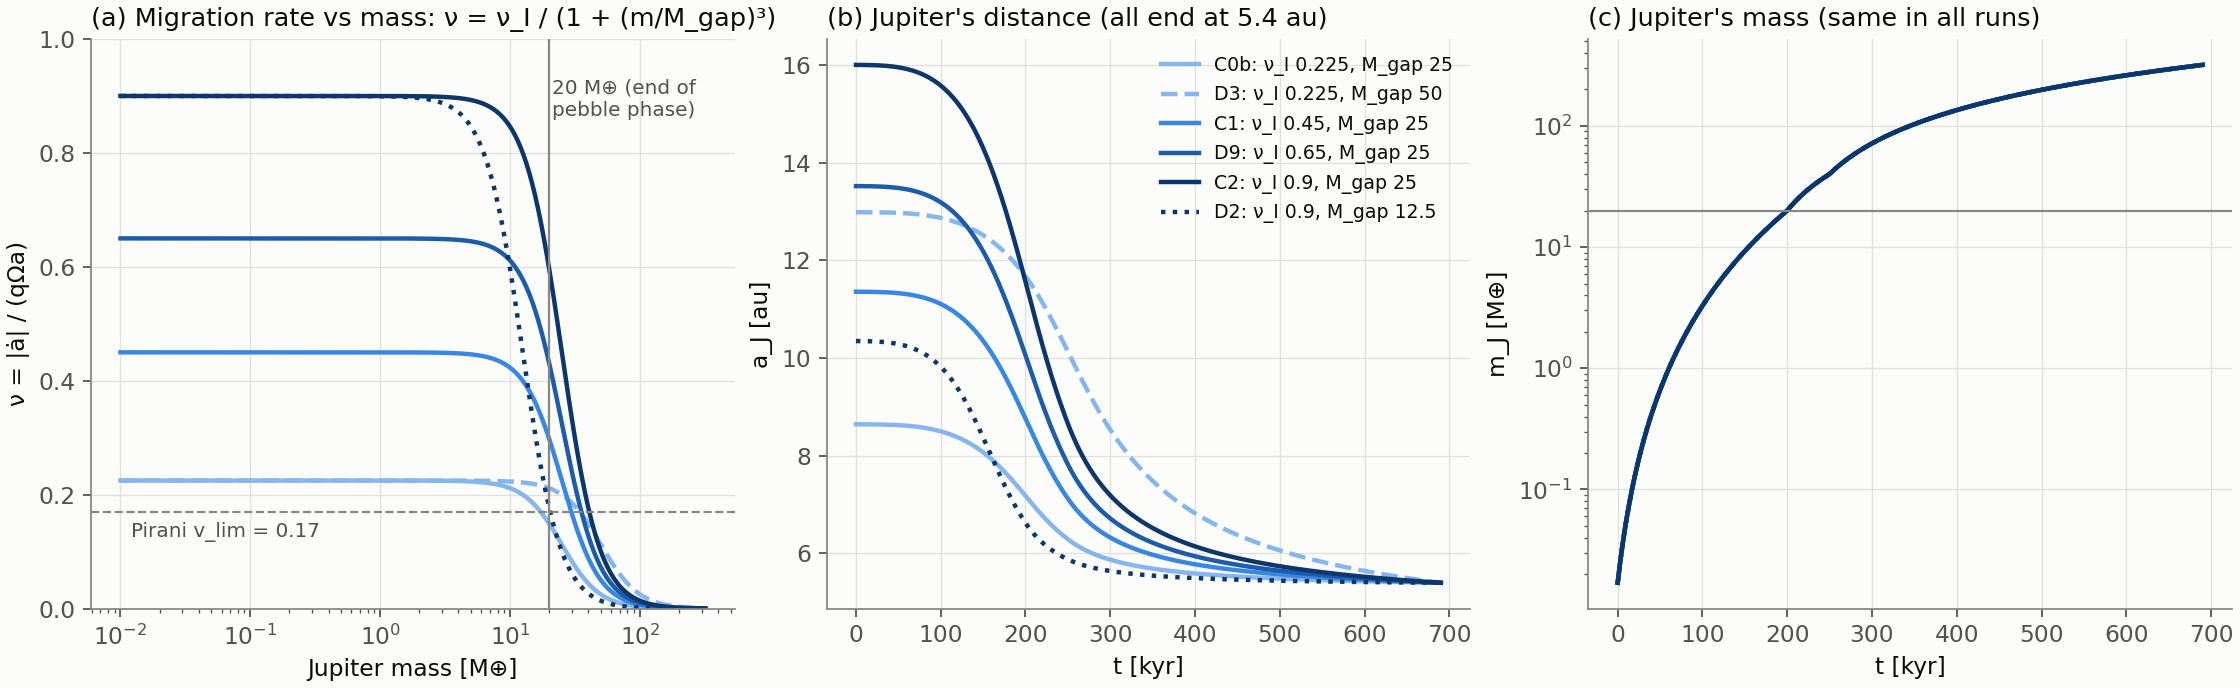 (a) Migration rate vs mass: ν = ν_I / (1 + (m/M_gap)³)
ν = |ȧ| / (qΩa)
1.0
0.8
0.6
0.4
0.2
0.0
20 M⊕ (end of
pebble phase)
Pirani v_lim = 0.17
10⁻²
10⁻¹
10⁰
10¹
10²
Jupiter mass [M⊕]
(b) Jupiter's distance (all end at 5.4 au)
a_J [au]
16
14
12
10
8
6
C0b: ν_I 0.225, M_gap 25
D3: ν_I 0.225, M_gap 50
C1: ν_I 0.45, M_gap 25
D9: ν_I 0.65, M_gap 25
C2: ν_I 0.9, M_gap 25
D2: ν_I 0.9, M_gap 12.5
0
100
200
300
400
500
600
700
t [kyr]
(c) Jupiter's mass (same in all runs)
m_J [M⊕]
10²
10¹
10⁰
10⁻¹
0
100
200
300
400
500
600
700
t [kyr]